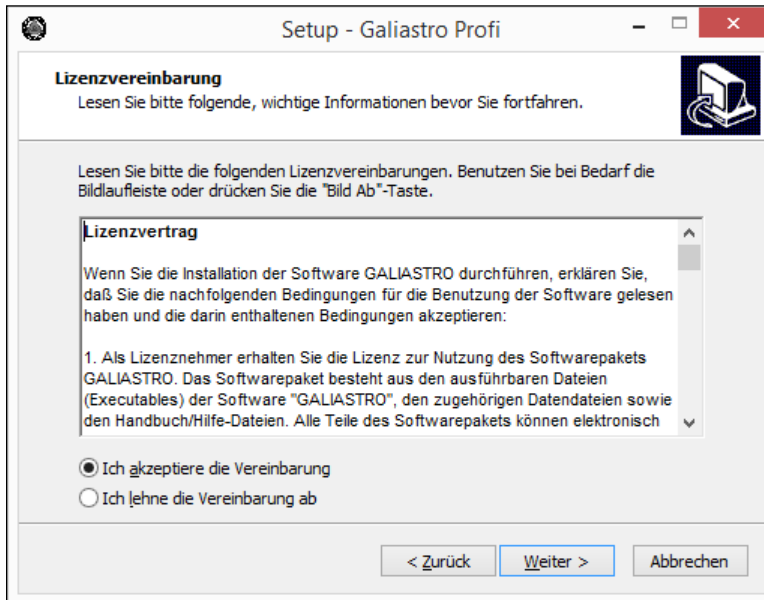 Setup - Galiastro Profi
Lizenzvereinbarung
Lesen Sie bitte folgende, wichtige Informationen bevor Sie fortfahren.
Lesen Sie bitte die folgenden Lizenzvereinbarungen. Benutzen Sie bei Bedarf die
Bildlaufleiste oder drücken Sie die "Bild Ab"-Taste.
Lizenzvertrag
Wenn Sie die Installation der Software GALIASTRO durchführen, erklären Sie,
daß Sie die nachfolgenden Bedingungen für die Benutzung der Software gelesen
haben und die darin enthaltenen Bedingungen akzeptieren:
1. Als Lizenznehmer erhalten Sie die Lizenz zur Nutzung des Softwarepakets
GALIASTRO. Das Softwarepaket besteht aus den ausführbaren Dateien
(Executables) der Software "GALIASTRO", den zugehörigen Datendateien sowie
den Handbuch/Hilfe-Dateien. Alle Teile des Softwarepakets können elektronisch
Ich akzeptiere die Vereinbarung
Ich lehne die Vereinbarung ab
< Zurück
Weiter >
Abbrechen